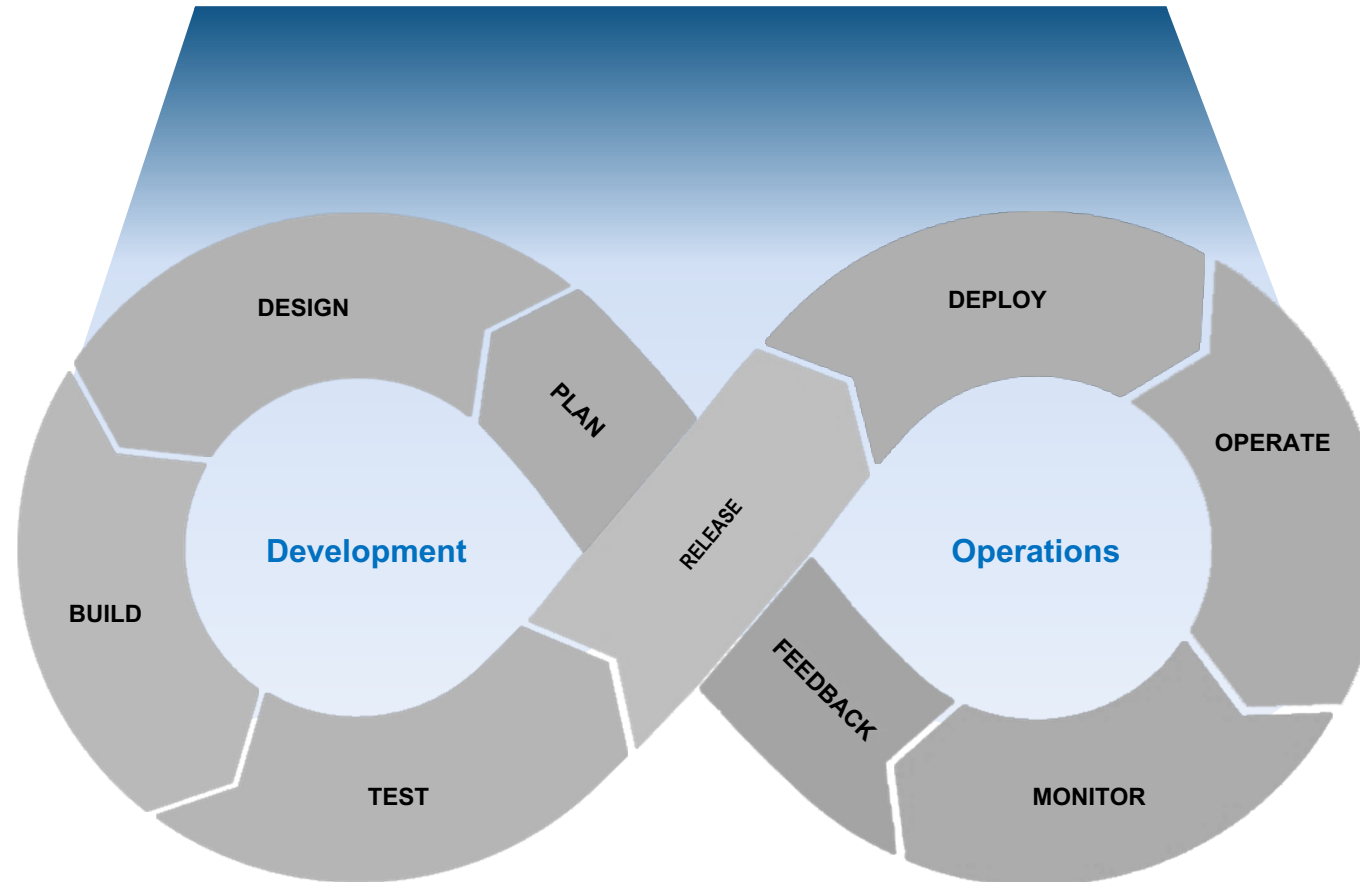 DESIGN
DEPLOY
PLAN
OPERATE
RELEASE
Development
Operations
BUILD
FEEDBACK
TEST
MONITOR